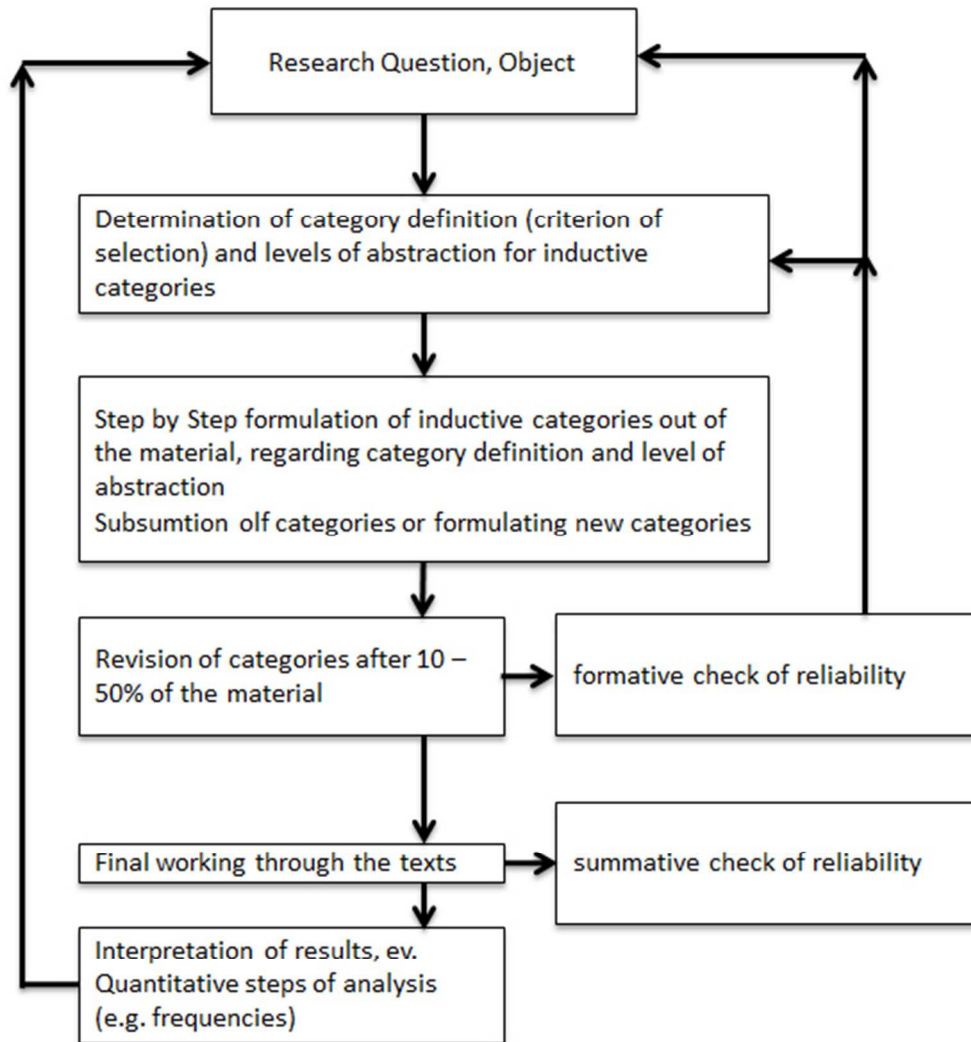 Research Question, Object
Determination of category definition (criterion of
selection) and levels of abstraction for inductive
categories
Step by Step formulation of inductive categories out of
the material, regarding category definition and level of
abstraction
Subsumtion olf categories or formulating new categories
Revision of categories after 10 –
50% of the material
formative check of reliability
Final working through the texts
summative check of reliability
Interpretation of results, ev.
Quantitative steps of analysis
(e.g. frequencies)